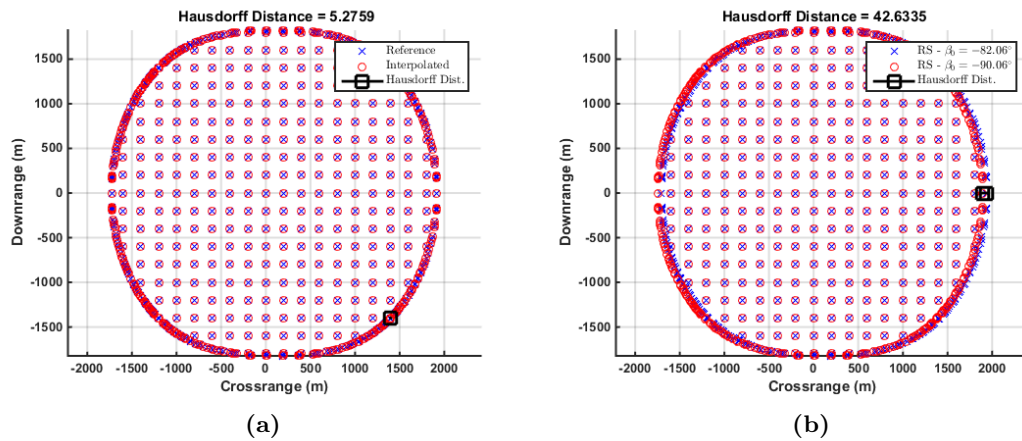 Hausdorff Distance = 5.2759
1500
1000
500
0
-500
-1000
-1500
Downrange (m)
-2000 -1500 -1000 -500 0 500 1000 1500 2000
Crossrange (m)
Reference
Interpolated
Hausdorff Dist.
(a)
Hausdorff Distance = 42.6335
1500
1000
500
0
-500
-1000
-1500
Downrange (m)
-2000 -1500 -1000 -500 0 500 1000 1500 2000
Crossrange (m)
RS - β₀ = −82.06°
RS - β₀ = −90.06°
Hausdorff Dist.
(b)